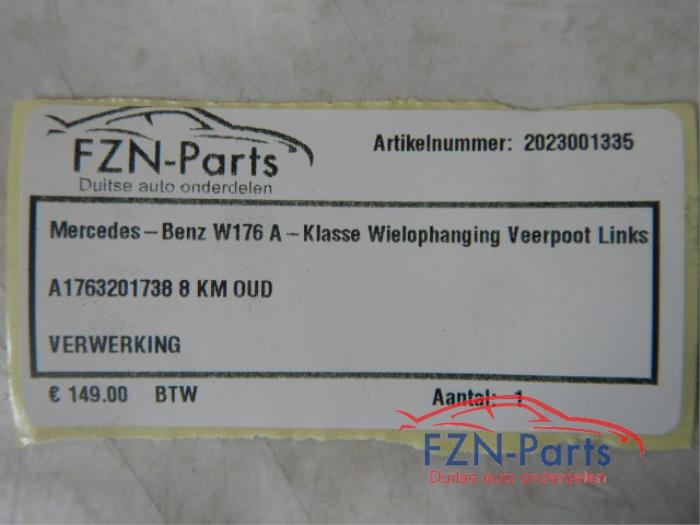 FZN-Parts
Duitse auto onderdelen
Artikelnummer: 2023001335
Mercedes-Benz W176 A-Klasse Wielophanging Veerpoot Links
A1763201738 8 KM OUD
VERWERKING
€ 149.00 BTW
Aantal: 1
FZN-Parts
Duitse auto onderdelen